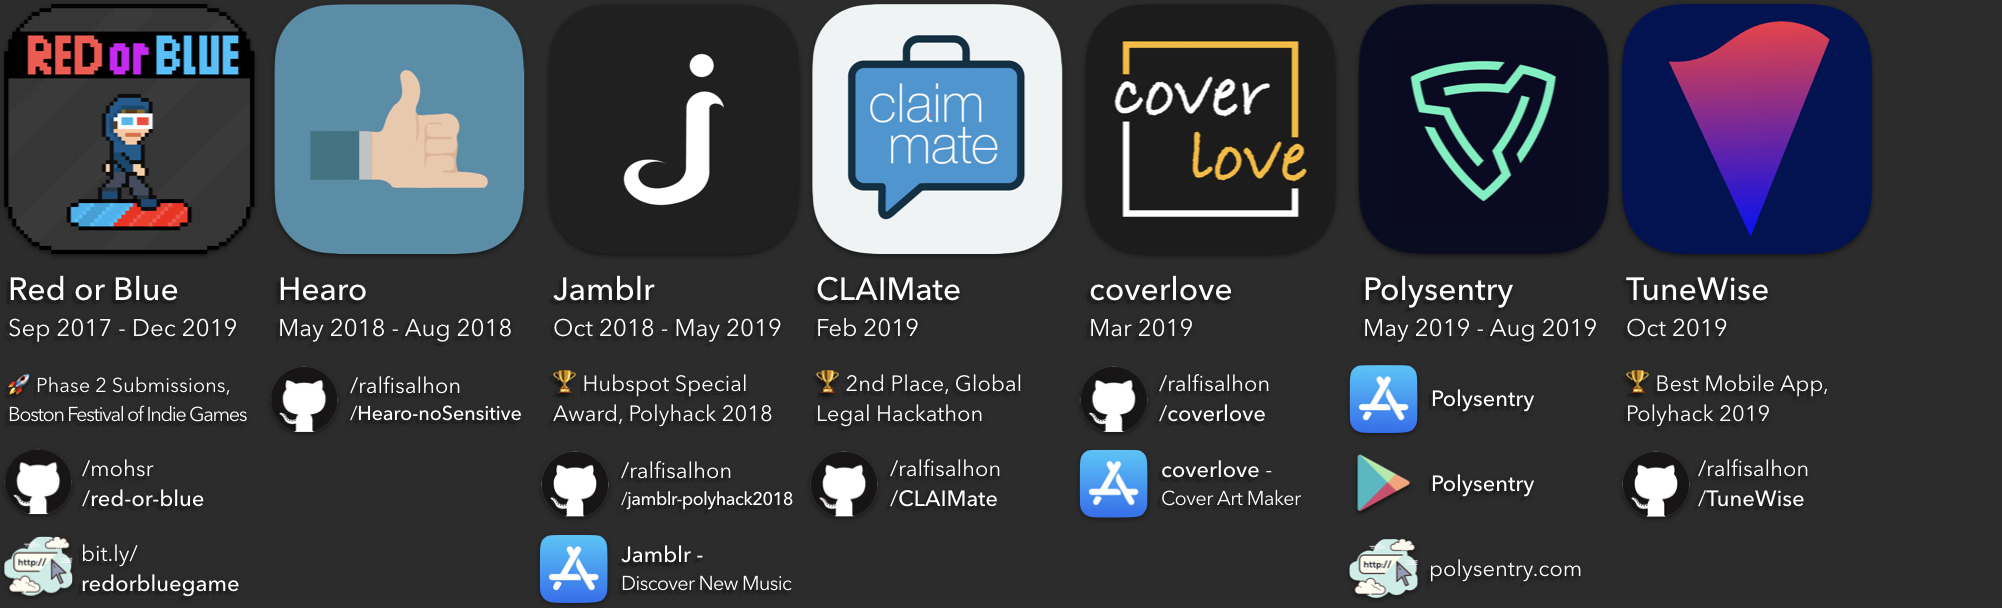 RED or BLUE
Red or Blue
Sep 2017 - Dec 2019
🚀 Phase 2 Submissions,
Boston Festival of Indie Games
/mohsr
/red-or-blue
http://
bit.ly/
redorbluegame
Hearo
May 2018 - Aug 2018
/ralfisalhon
/Hearo-noSensitive
Jamblr
Oct 2018 - May 2019
🏆 Hubspot Special
Award, Polyhack 2018
/ralfisalhon
/jamblr-polyhack2018
Jamblr -
Discover New Music
claim
mate
CLAIMate
Feb 2019
🏆 2nd Place, Global
Legal Hackathon
/ralfisalhon
/CLAIMate
cover
love
coverlove
Mar 2019
/ralfisalhon
/coverlove
coverlove -
Cover Art Maker
Polysentry
May 2019 - Aug 2019
Polysentry
Polysentry
http://
polysentry.com
TuneWise
Oct 2019
🏆 Best Mobile App,
Polyhack 2019
/ralfisalhon
/TuneWise